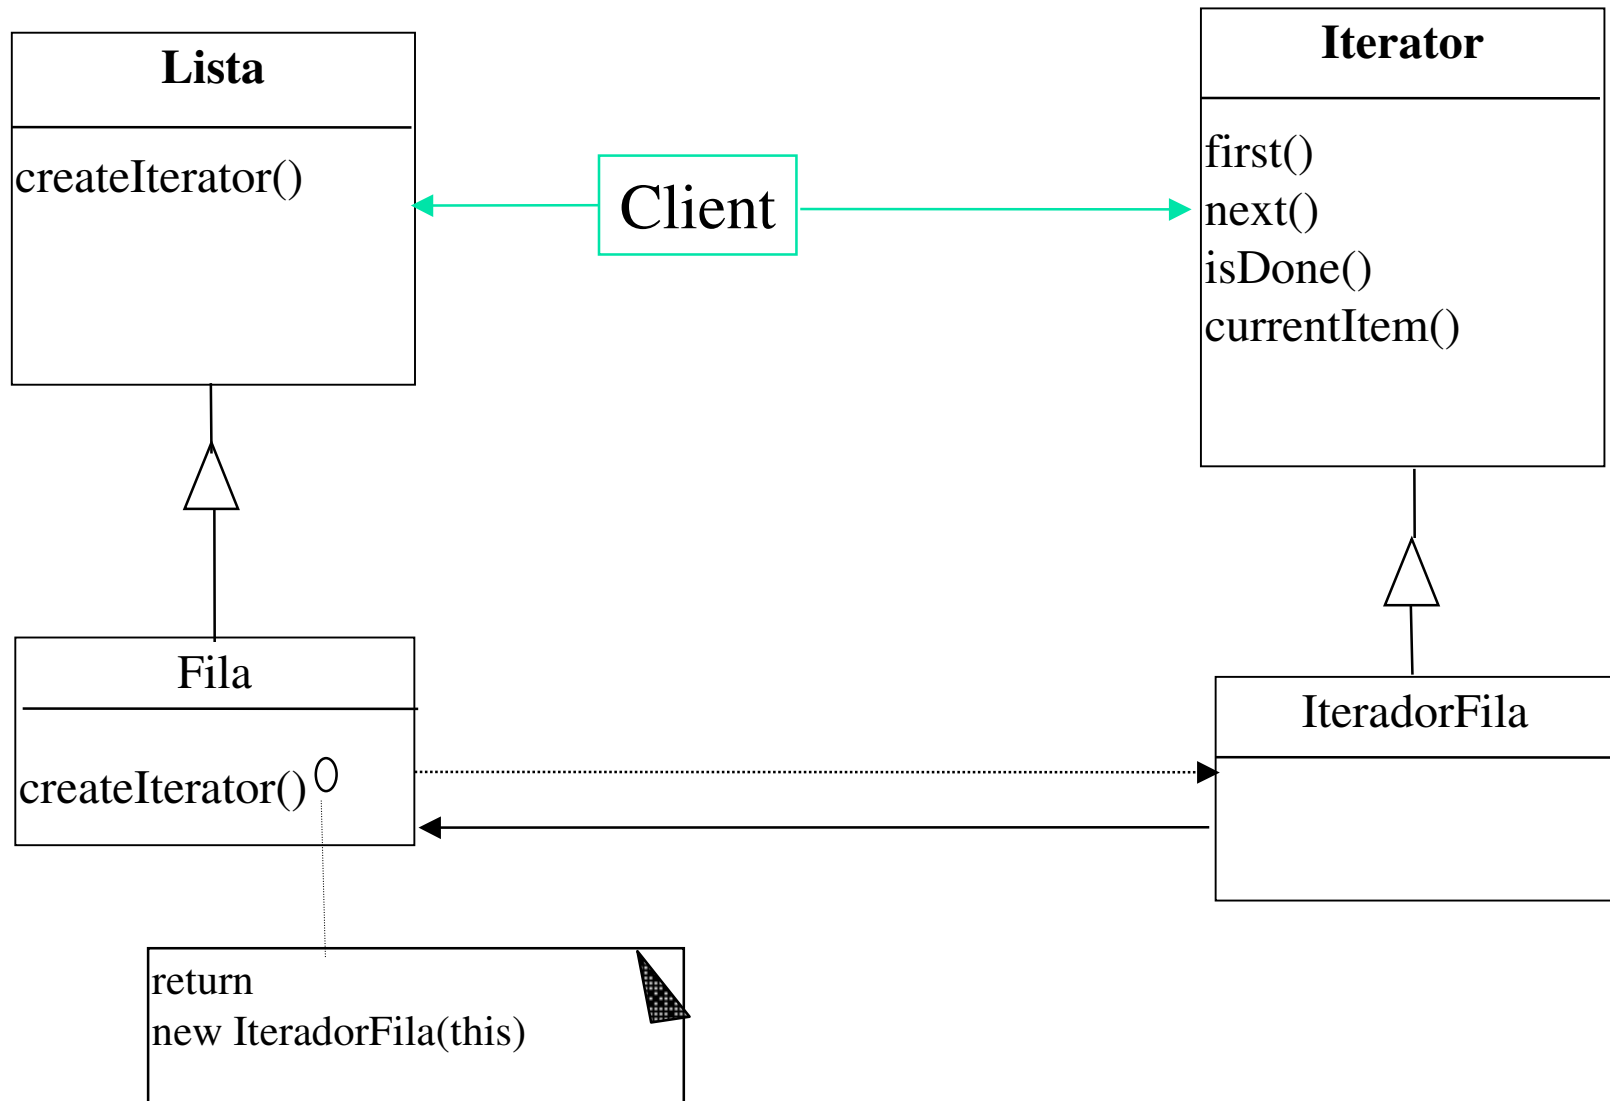 Lista
createIterator()
Client
Iterator
first()
next()
isDone()
currentItem()
Fila
createIterator()
IteradorFila
return
new IteradorFila(this)